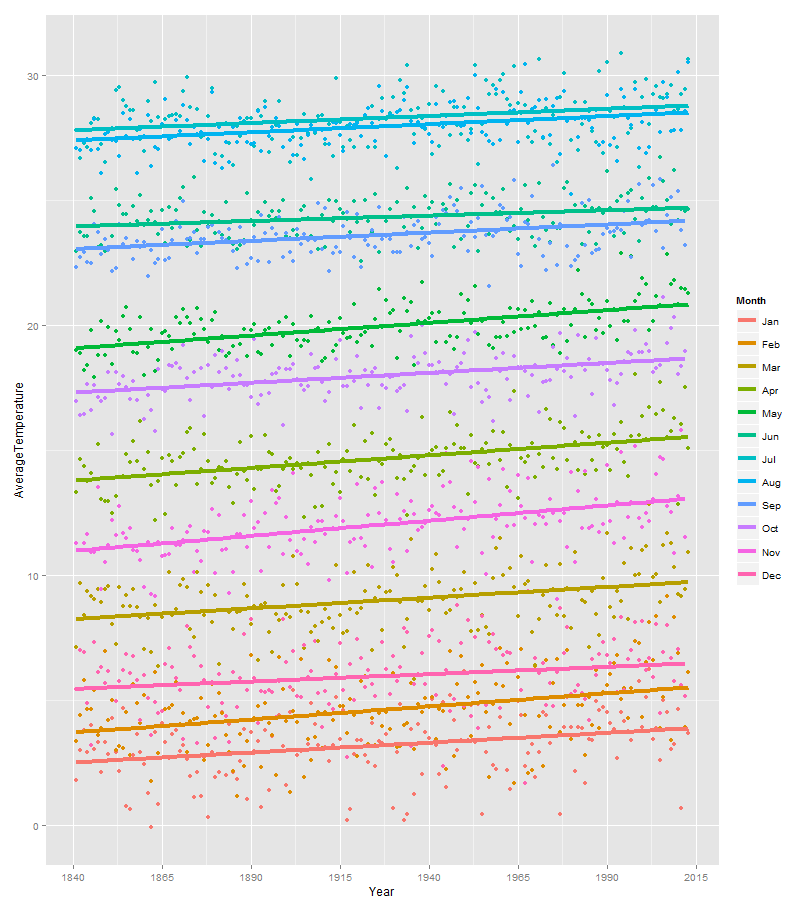 30
20
10
0
AverageTemperature
1840
1865
1890
1915
1940
1965
1990
2015
Year
Month
Jan
Feb
Mar
Apr
May
Jun
Jul
Aug
Sep
Oct
Nov
Dec